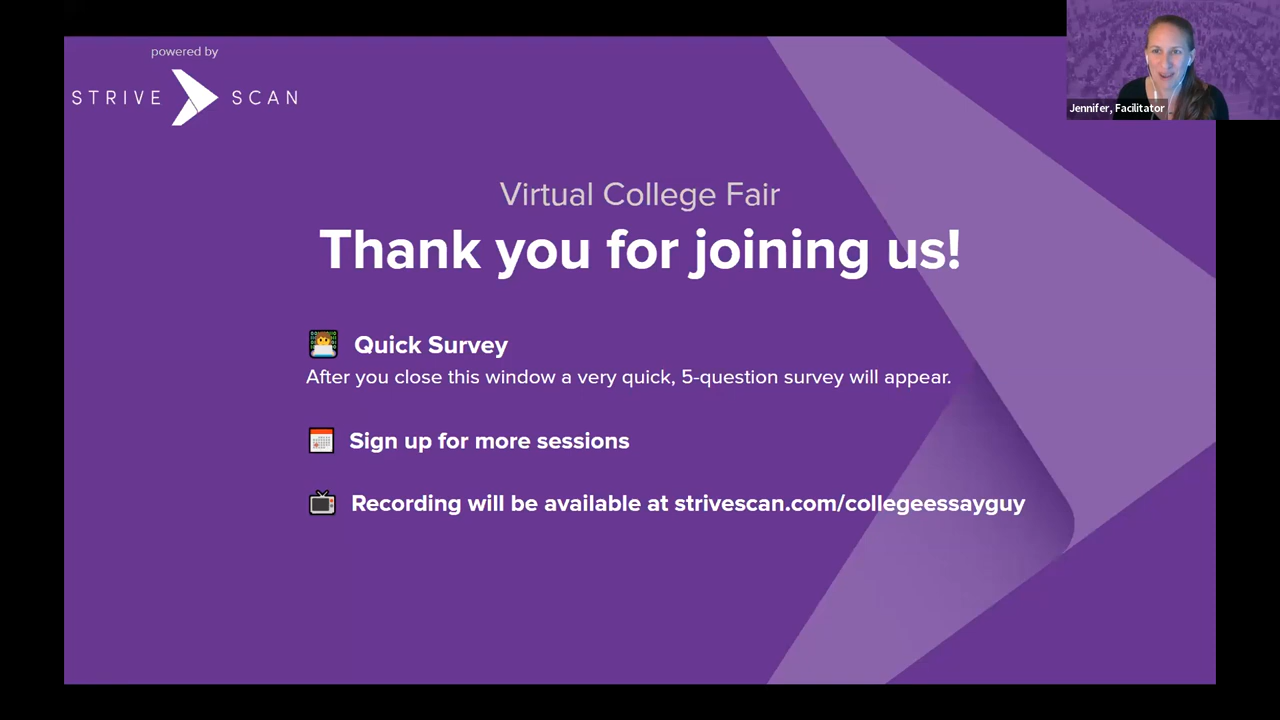 powered by
STRIVE SCAN
Jennifer, Facilitator
Virtual College Fair
Thank you for joining us!
Quick Survey
After you close this window a very quick, 5-question survey will appear.
Sign up for more sessions
Recording will be available at strivescan.com/collegeessayguy